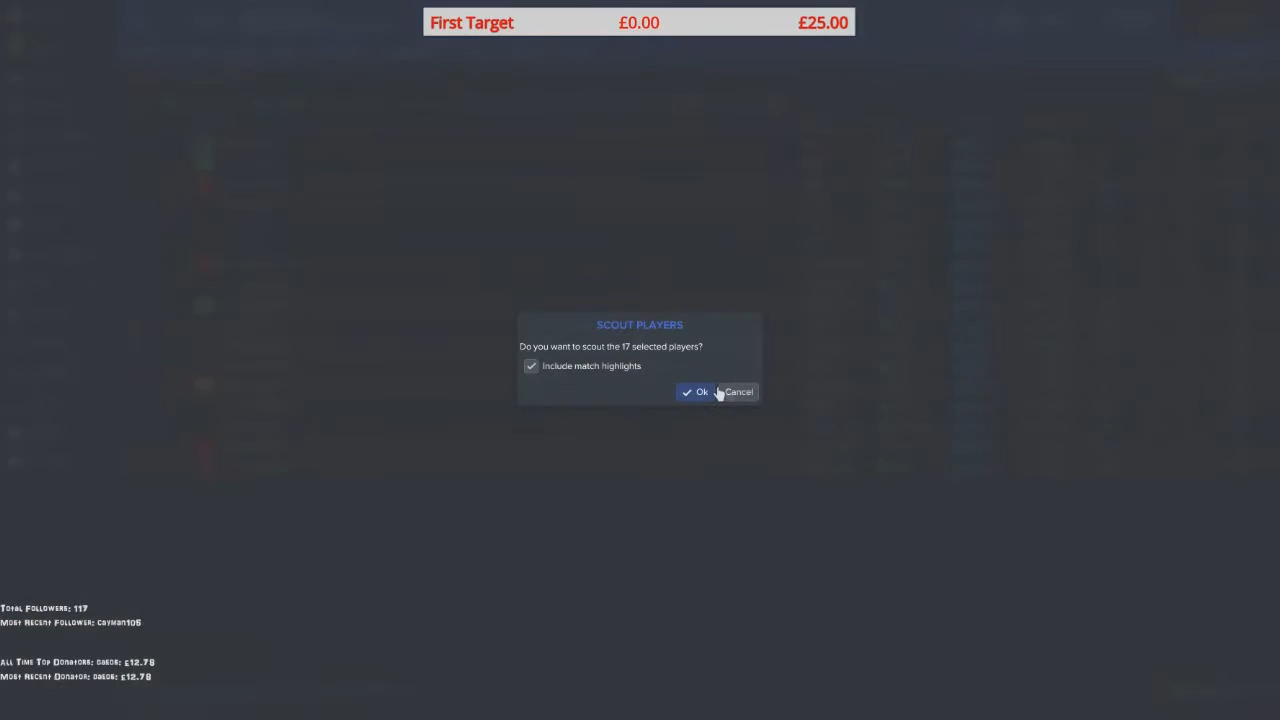 First Target £0.00 £25.00
SCOUT PLAYERS
Do you want to scout the 17 selected players?
Include match highlights
Ok Cancel
Total Followers: 117
Most Recent Follower: cayman105
All Time Top Donators: daede: £12.78
Most Recent Donator: daede: £12.78